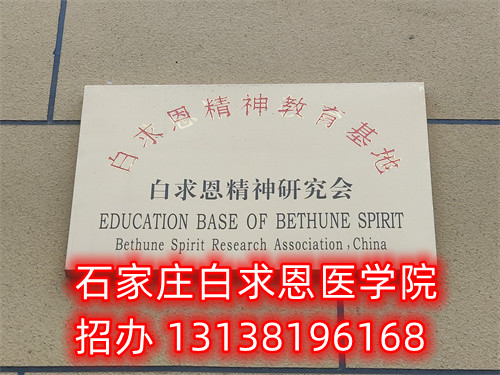 白求恩精神教育基地
白求恩精神研究会
EDUCATION BASE OF BETHUNE SPIRIT
Bethune Spirit Research Association, China
石家庄白求恩医学院
招办 13138196168